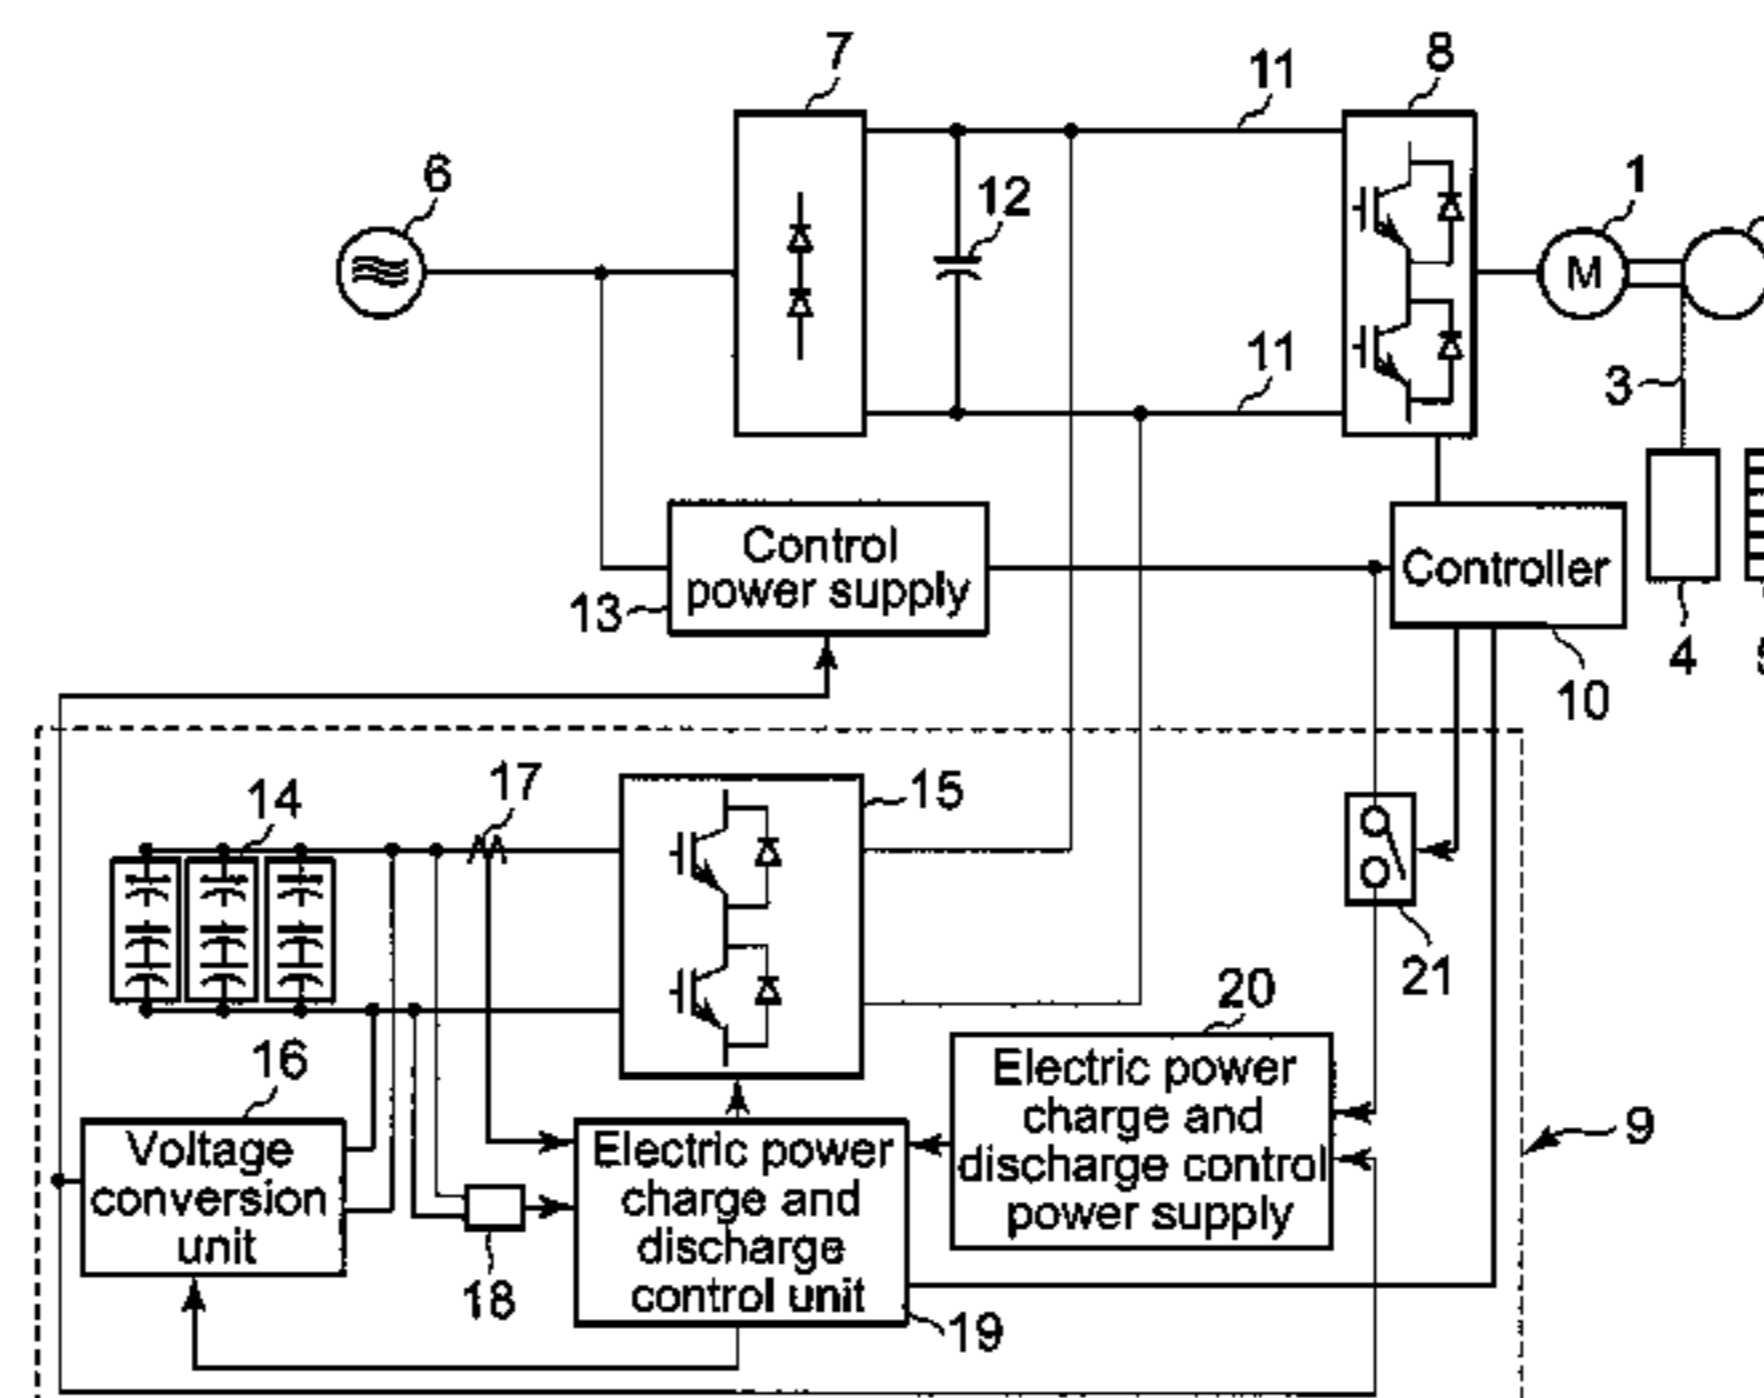 7
11
8
6
12
1
M
11
3
Control
power supply
13
Controller
4
10
17
14
15
21
20
16
Electric power
charge and
discharge control
power supply
9
Voltage
conversion
unit
Electric power
charge and
discharge
control unit
18
19